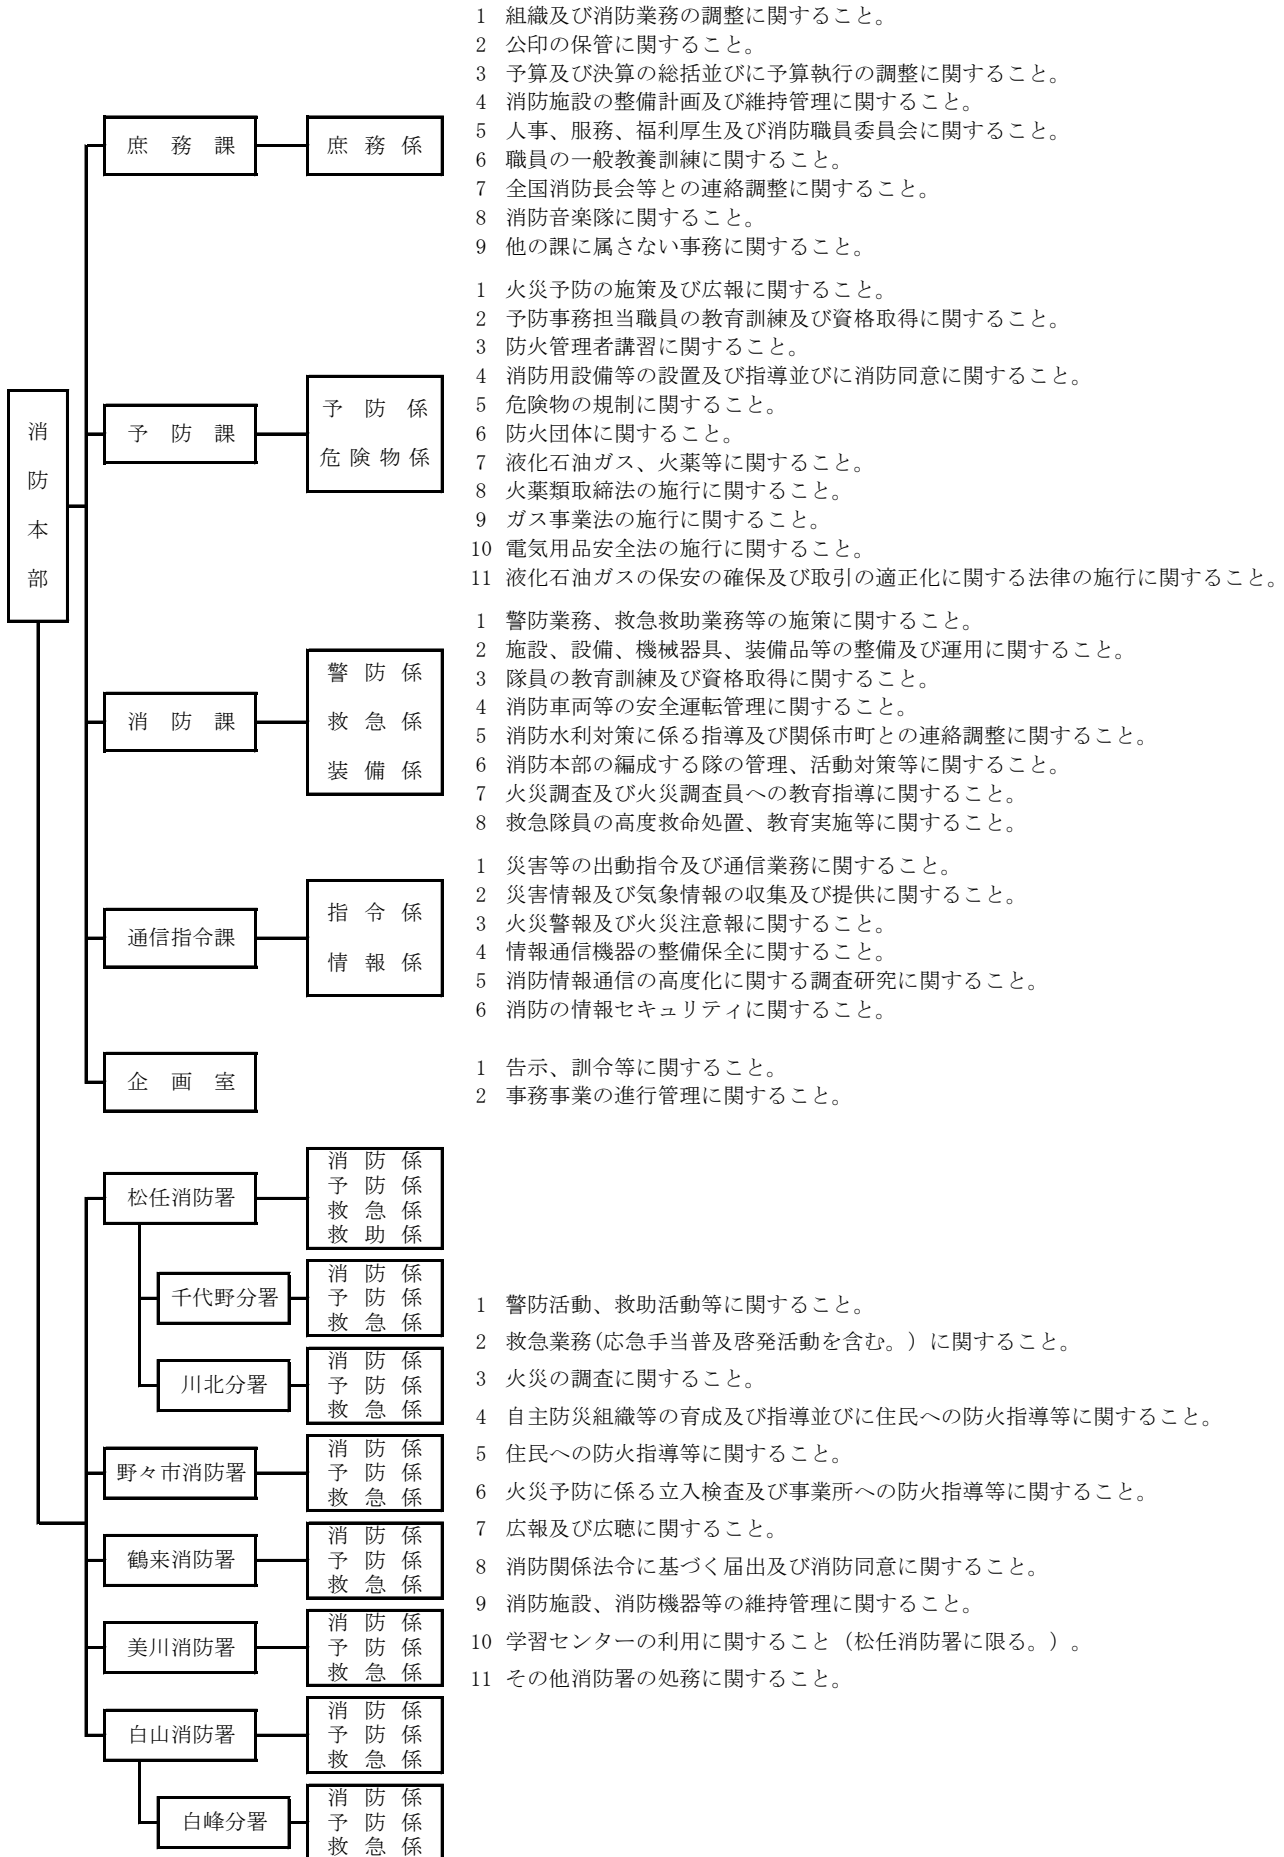 消防本部
庶務課
庶務係
1 組織及び消防業務の調整に関すること。
2 公印の保管に関すること。
3 予算及び決算の総括並びに予算執行の調整に関すること。
4 消防施設の整備計画及び維持管理に関すること。
5 人事、服務、福利厚生及び消防職員委員会に関すること。
6 職員の一般教養訓練に関すること。
7 全国消防長会等との連絡調整に関すること。
8 消防音楽隊に関すること。
9 他の課に属さない事務に関すること。
予防課
予防係
危険物係
1 火災予防の施策及び広報に関すること。
2 予防事務担当職員の教育訓練及び資格取得に関すること。
3 防火管理者講習に関すること。
4 消防用設備等の設置及び指導並びに消防同意に関すること。
5 危険物の規制に関すること。
6 防火団体に関すること。
7 液化石油ガス、火薬等に関すること。
8 火薬類取締法の施行に関すること。
9 ガス事業法の施行に関すること。
10 電気用品安全法の施行に関すること。
11 液化石油ガスの保安の確保及び取引の適正化に関する法律の施行に関すること。
消防課
警防係
救急係
装備係
1 警防業務、救急救助業務等の施策に関すること。
2 施設、設備、機械器具、装備品等の整備及び運用に関すること。
3 隊員の教育訓練及び資格取得に関すること。
4 消防車両等の安全運転管理に関すること。
5 消防水利対策に係る指導及び関係市町との連絡調整に関すること。
6 消防本部の編成する隊の管理、活動対策等に関すること。
7 火災調査及び火災調査員への教育指導に関すること。
8 救急隊員の高度救命処置、教育実施等に関すること。
通信指令課
指令係
情報係
1 災害等の出動指令及び通信業務に関すること。
2 災害情報及び気象情報の収集及び提供に関すること。
3 火災警報及び火災注意報に関すること。
4 情報通信機器の整備保全に関すること。
5 消防情報通信の高度化に関する調査研究に関すること。
6 消防の情報セキュリティに関すること。
企画室
1 告示、訓令等に関すること。
2 事務事業の進行管理に関すること。
松任消防署
消防係
予防係
救急係
救助係
千代野分署
消防係
予防係
救急係
川北分署
消防係
予防係
救急係
野々市消防署
消防係
予防係
救急係
鶴来消防署
消防係
予防係
救急係
美川消防署
消防係
予防係
救急係
白山消防署
消防係
予防係
救急係
白峰分署
消防係
予防係
救急係
1 警防活動、救助活動等に関すること。
2 救急業務(応急手当普及啓発活動を含む。）に関すること。
3 火災の調査に関すること。
4 自主防災組織等の育成及び指導並びに住民への防火指導等に関すること。
5 住民への防火指導等に関すること。
6 火災予防に係る立入検査及び事業所への防火指導等に関すること。
7 広報及び広聴に関すること。
8 消防関係法令に基づく届出及び消防同意に関すること。
9 消防施設、消防機器等の維持管理に関すること。
10 学習センターの利用に関すること（松任消防署に限る。）。
11 その他消防署の処務に関すること。